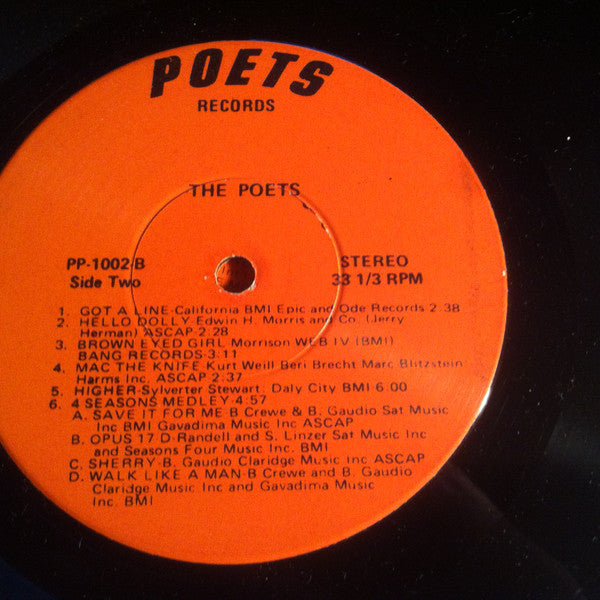 POETS
RECORDS
THE POETS
PP-1002-B
Side Two
STEREO
33 1/3 RPM
1. GOT A LINE-California BMI Epic and Ode Records 2:38
2. HELLO DOLLY-Edwin H. Morris and Co. (Jerry
Herman) ASCAP-2:28
3. BROWN EYED GIRL Morrison WEB IV (BMI)
BANG RECORDS-3:11
4. MAC THE KNIFE Kurt Weill Beri Brecht Marc Blitzstein
Harms Inc. ASCAP 2:37
5. HIGHER-Sylverter Stewart. Daly City BMI-6:00
6. 4 SEASONS MEDLEY-4:57
A. SAVE IT FOR ME-B Crewe & B. Gaudio Sat Music
Inc BMI Gavadima Music Inc ASCAP
B. OPUS 17 D-Randell and S. Linzer Sat Music Inc
and Seasons Four Music Inc. BMI
C. SHERRY-B. Gaudio Claridge Music Inc ASCAP
D. WALK LIKE A MAN-B Crewe and B. Gaudio
Claridge Music Inc and Gavadima Music
Inc. BMI